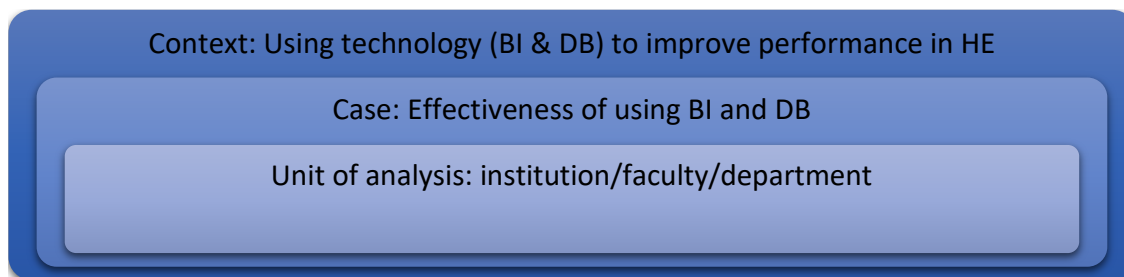 Context: Using technology (BI & DB) to improve performance in HE
Case: Effectiveness of using BI and DB
Unit of analysis: institution/faculty/department